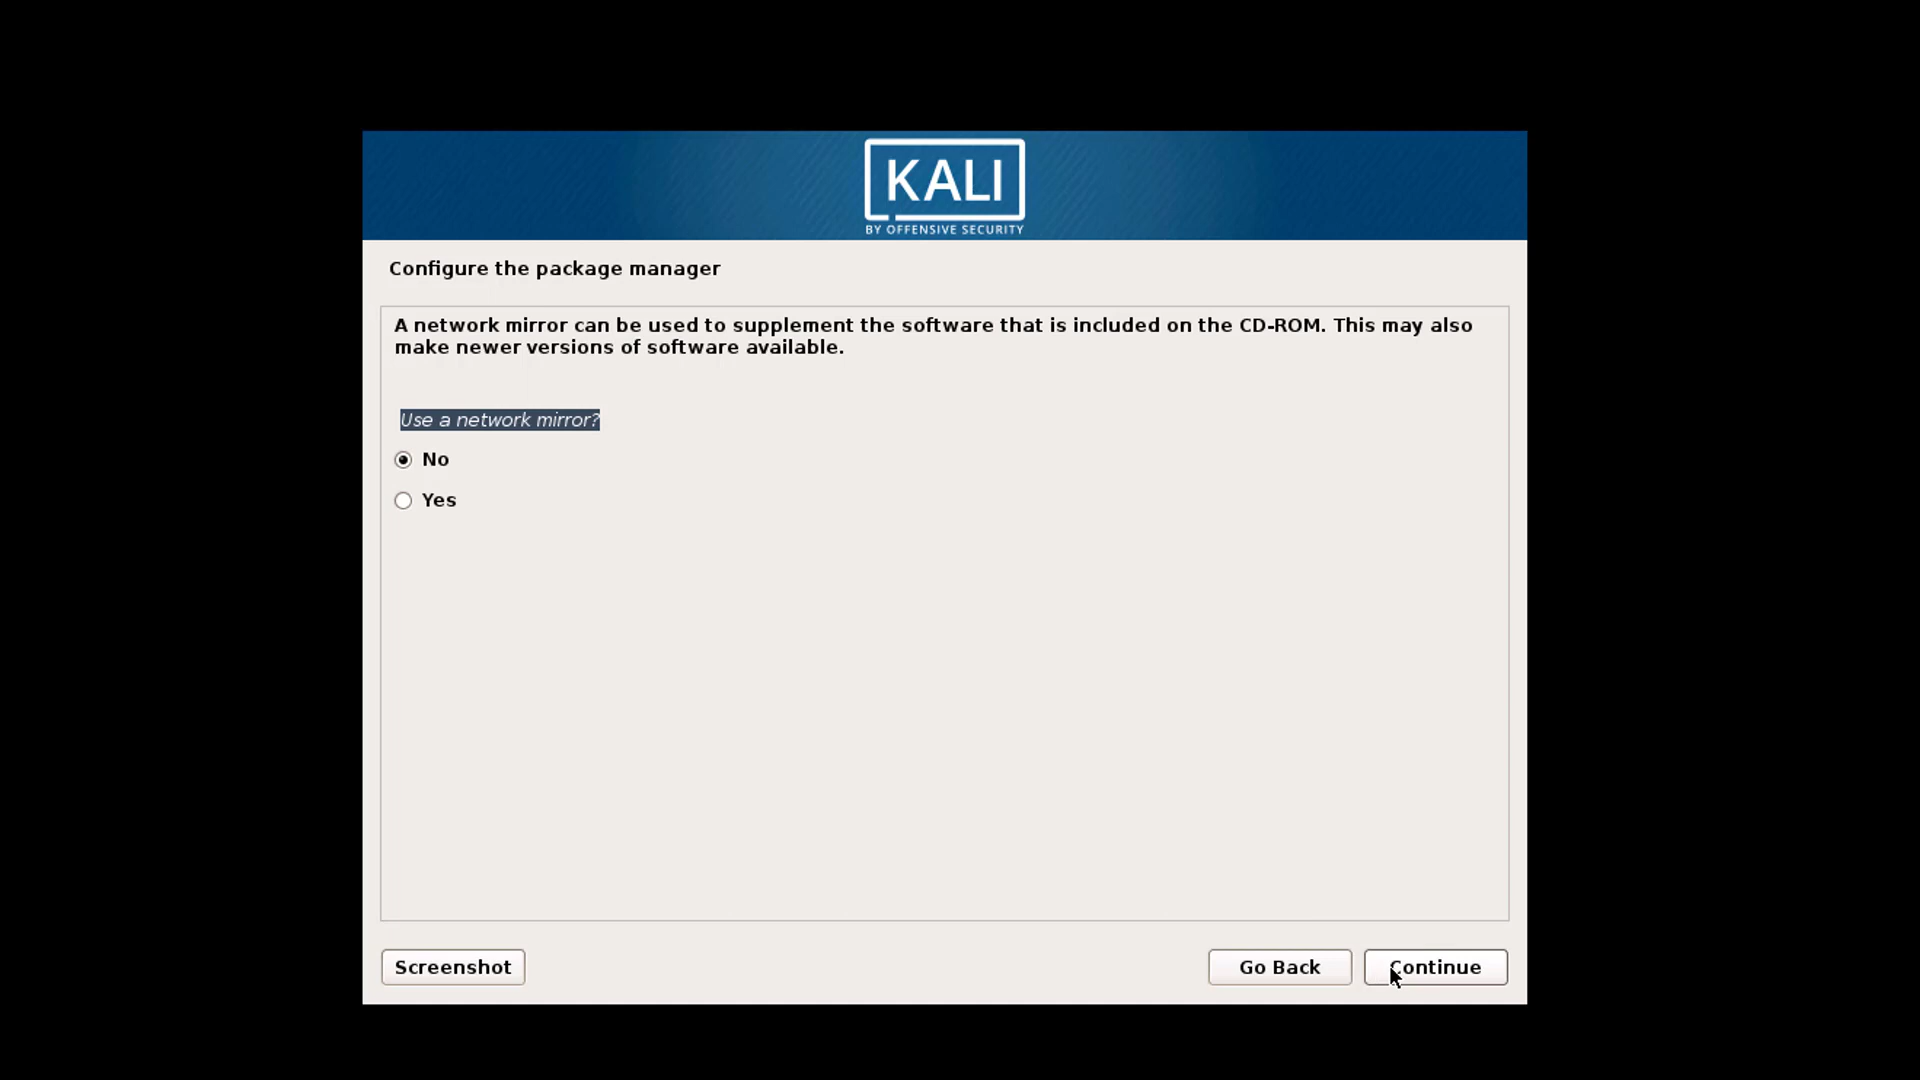 KALI
BY OFFENSIVE SECURITY
Configure the package manager
A network mirror can be used to supplement the software that is included on the CD-ROM. This may also
make newer versions of software available.
Use a network mirror?
No
Yes
Screenshot
Go Back
Continue